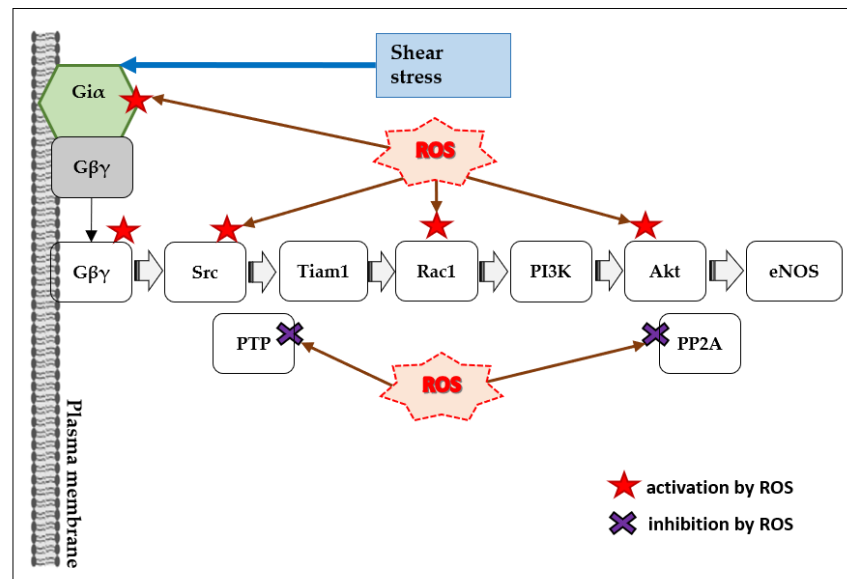 Shear
stress
Giα
ROS
Gβγ
Gβγ
Src
Tiam1
Rac1
PI3K
Akt
eNOS
PTP
PP2A
ROS
Plasma membrane
activation by ROS
inhibition by ROS